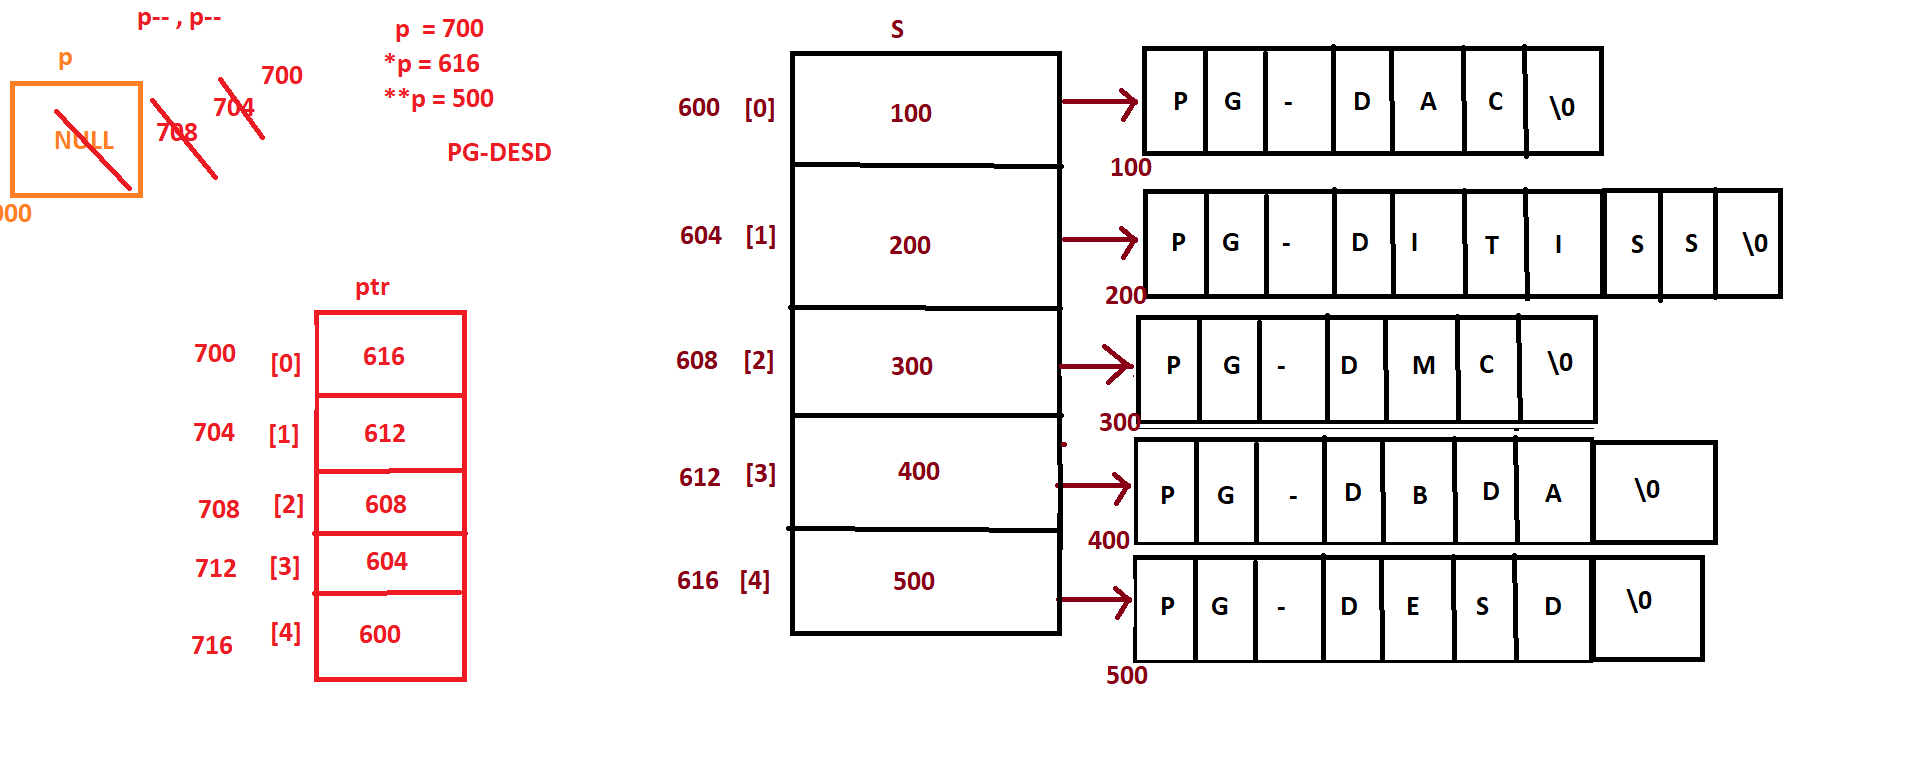 p-- , p--
p = 700
*p = 616
**p = 500
PG-DESD
p
NULL
708
704
700
000
ptr
700 [0] 616
704 [1] 612
708 [2] 608
712 [3] 604
716 [4] 600
S
600 [0] 100
604 [1] 200
608 [2] 300
612 [3] 400
616 [4] 500
P G - D A C \0
100
P G - D I T I S S \0
200
P G - D M C \0
300
P G - D B D A \0
400
P G - D E S D \0
500